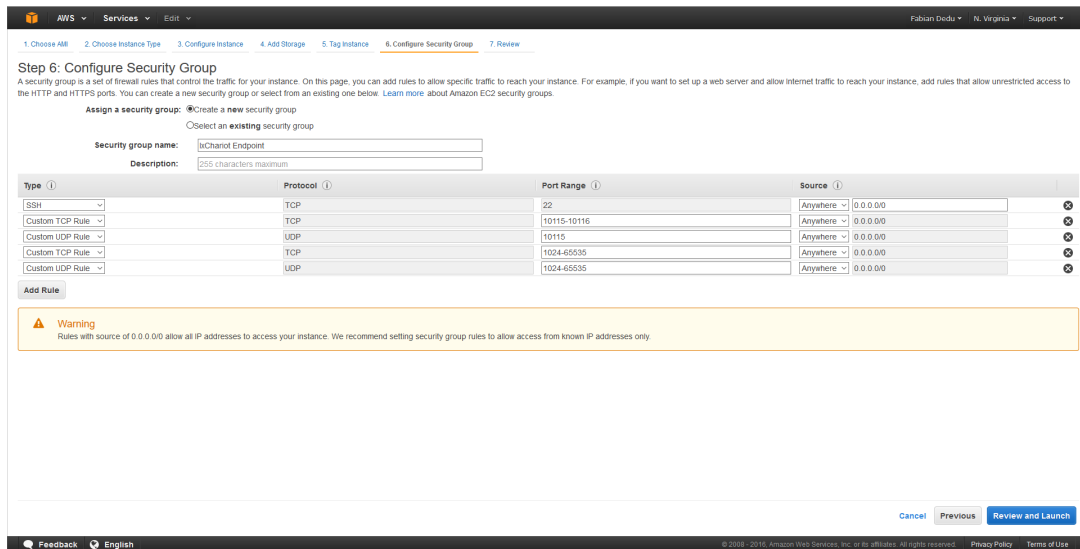 AWS Services Edit Fabian Dedu N. Virginia Support
1. Choose AMI 2. Choose Instance Type 3. Configure Instance 4. Add Storage 5. Tag Instance 6. Configure Security Group 7. Review
Step 6: Configure Security Group
A security group is a set of firewall rules that control the traffic for your instance. On this page, you can add rules to allow specific traffic to reach your instance. For example, if you want to set up a web server and allow Internet traffic to reach your instance, add rules that allow unrestricted access to
the HTTP and HTTPS ports. You can create a new security group or select from an existing one below. Learn more about Amazon EC2 security groups.
Assign a security group: Create a new security group
Select an existing security group
Security group name: IxChariot Endpoint
Description: 255 characters maximum
Type Protocol Port Range Source
SSH TCP 22 Anywhere 0.0.0.0/0
Custom TCP Rule TCP 10115-10116 Anywhere 0.0.0.0/0
Custom UDP Rule UDP 10115 Anywhere 0.0.0.0/0
Custom TCP Rule TCP 1024-65535 Anywhere 0.0.0.0/0
Custom UDP Rule UDP 1024-65535 Anywhere 0.0.0.0/0
Add Rule
Warning
Rules with source of 0.0.0.0/0 allow all IP addresses to access your instance. We recommend setting security group rules to allow access from known IP addresses only.
Cancel Previous Review and Launch
Feedback English © 2008 - 2016, Amazon Web Services, Inc. or its affiliates. All rights reserved. Privacy Policy Terms of Use